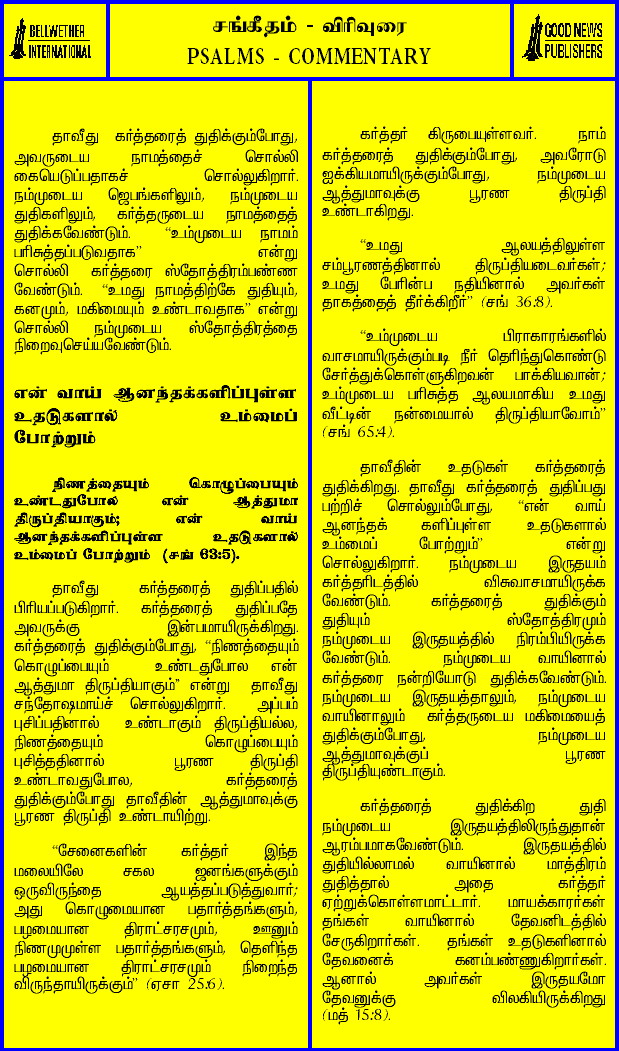 BELLWETHER
INTERNATIONAL
சங்கீதம் - விரிவுரை
PSALMS - COMMENTARY
GOOD NEWS
PUBLISHERS
தாவீது கர்த்தரைத் துதிக்கும்போது,
அவருடைய நாமத்தைச் சொல்லி
கையெடுப்பதாகச் சொல்லுகிறார்.
நம்முடைய ஜெபங்களிலும், நம்முடைய
துதிகளிலும், கர்த்தருடைய நாமத்தைத்
துதிக்கவேண்டும். “உம்முடைய நாமம்
பரிசுத்தப்படுவதாக” என்று
சொல்லி கர்த்தரை ஸ்தோத்திரம்பண்ண
வேண்டும். “உமது நாமத்திற்கே துதியும்,
கனமும், மகிமையும் உண்டாவதாக” என்று
சொல்லி நம்முடைய ஸ்தோத்திரத்தை
நிறைவுசெய்யவேண்டும்.
என் வாய் ஆனந்தக்களிப்புள்ள
உதடுகளால் உம்மைப்
போற்றும்
நிணத்தையும் கொழுப்பையும்
உண்டதுபோல என் ஆத்துமா
திருப்தியாகும்; என் வாய்
ஆனந்தக்களிப்புள்ள உதடுகளால்
உம்மைப் போற்றும் (சங் 63:5).
தாவீது கர்த்தரைத் துதிப்பதில்
பிரியப்படுகிறார். கர்த்தரைத் துதிப்பதே
அவருக்கு இன்பமாயிருக்கிறது.
கர்த்தரைத் துதிக்கும்போது, “நிணத்தையும்
கொழுப்பையும் உண்டதுபோல என்
ஆத்துமா திருப்தியாகும்” என்று தாவீது
சந்தோஷமாய்ச் சொல்லுகிறார். அப்பம்
புசிப்பதினால் உண்டாகும் திருப்தியல்ல,
நிணத்தையும் கொழுப்பையும்
புசித்ததினால் பூரண திருப்தி
உண்டாவதுபோல, கர்த்தரைத்
துதிக்கும்போது தாவீதின் ஆத்துமாவுக்கு
பூரண திருப்தி உண்டாயிற்று.
“சேனைகளின் கர்த்தர் இந்த
மலையிலே சகல ஜனங்களுக்கும்
ஒருவிருந்தை ஆயத்தப்படுத்துவார்;
அது கொழுமையான பதார்த்தங்களும்,
பழமையான திராட்சரசமும், ஊனும்
நிணமுமுள்ள பதார்த்தங்களும், தெளிந்த
பழமையான திராட்சரசமும் நிறைந்த
விருந்தாயிருக்கும்” (ஏசா 25:6).
கர்த்தர் கிருபையுள்ளவர். நாம்
கர்த்தரைத் துதிக்கும்போது, அவரோடு
ஐக்கியமாயிருக்கும்போது, நம்முடைய
ஆத்துமாவுக்கு பூரண திருப்தி
உண்டாகிறது.
“உமது ஆலயத்திலுள்ள
சம்பூரணத்தினால் திருப்தியடைவர்கள்;
உமது பேரின்ப நதியினால் அவர்கள்
தாகத்தைத் தீர்க்கிறீர்” (சங் 36:8).
“உம்முடைய பிராகாரங்களில்
வாசமாயிருக்கும்படி நீர் தெரிந்துகொண்டு
சேர்த்துக்கொள்ளுகிறவன் பாக்கியவான்;
உம்முடைய பரிசுத்த ஆலயமாகிய உமது
வீட்டின் நன்மையால் திருப்தியாவோம்”
(சங் 65:4).
தாவீதின் உதடுகள் கர்த்தரைத்
துதிக்கிறது. தாவீது கர்த்தரைத் துதிப்பது
பற்றிச் சொல்லும்போது, “என் வாய்
ஆனந்தக் களிப்புள்ள உதடுகளால்
உம்மைப் போற்றும்” என்று
சொல்லுகிறார். நம்முடைய இருதயம்
கர்த்தரிடத்தில் விசுவாசமாயிருக்க
வேண்டும். கர்த்தரைத் துதிக்கும்
துதியும் ஸ்தோத்திரமும்
நம்முடைய இருதயத்தில் நிரம்பியிருக்க
வேண்டும். நம்முடைய வாயினால்
கர்த்தரை நன்றியோடு துதிக்கவேண்டும்.
நம்முடைய இருதயத்தாலும், நம்முடைய
வாயினாலும் கர்த்தருடைய மகிமையைத்
துதிக்கும்போது, நம்முடைய
ஆத்துமாவுக்குப் பூரண
திருப்தியுண்டாகும்.
கர்த்தரைத் துதிக்கிற துதி
நம்முடைய இருதயத்திலிருந்துதான்
ஆரம்பமாகவேண்டும். இருதயத்தில்
துதியில்லாமல் வாயினால் மாத்திரம்
துதித்தால் அதை கர்த்தர்
ஏற்றுக்கொள்ளமாட்டார். மாயக்காரர்கள்
தங்கள் வாயினால் தேவனிடத்தில்
சேருகிறார்கள். தங்கள் உதடுகளினால்
தேவனைக் கனம்பண்ணுகிறார்கள்.
ஆனால் அவர்கள் இருதயமோ
தேவனுக்கு விலகியிருக்கிறது
(மத் 15:8).